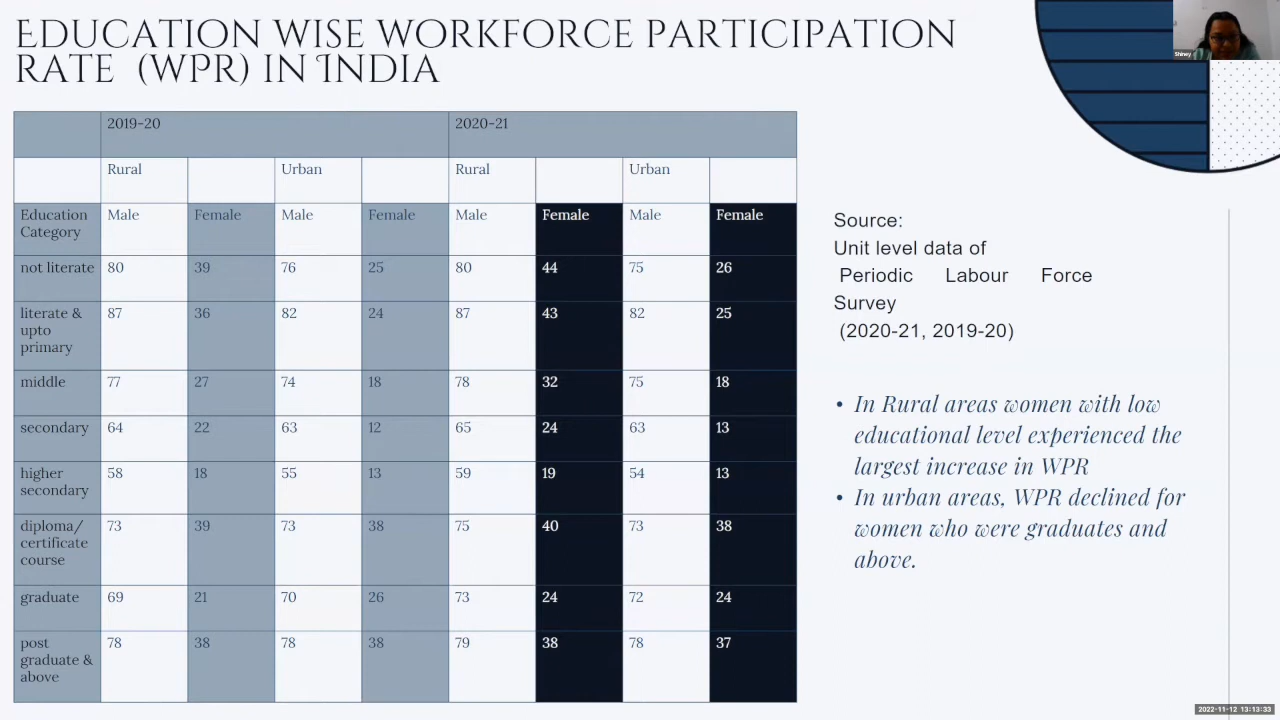 EDUCATION WISE WORKFORCE PARTICIPATION
RATE (WPR) IN INDIA
Shiney
2019-20 2020-21
Rural Urban Rural Urban
Education Category Male Female Male Female Male Female Male Female
not literate 80 39 76 25 80 44 75 26
litirate & upto primary 87 36 82 24 87 43 82 25
middle 77 27 74 18 78 32 75 18
secondary 64 22 63 12 65 24 63 13
higher secondary 58 18 55 13 59 19 54 13
diploma/ certificate course 73 39 73 38 75 40 73 38
graduate 69 21 70 26 73 24 72 24
post graduate & above 78 38 78 38 79 38 78 37
Source:
Unit level data of
Periodic Labour Force
Survey
(2020-21, 2019-20)
• In Rural areas women with low
educational level experienced the
largest increase in WPR
• In urban areas, WPR declined for
women who were graduates and
above.
2022-11-12 13:13:33